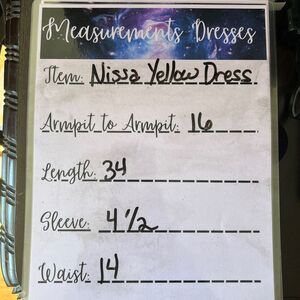 Measurements Dresses
Item: Nissa Yellow Dress
Armpit to Armpit: 16
Length: 34
Sleeve: 4 1/2
Waist: 14